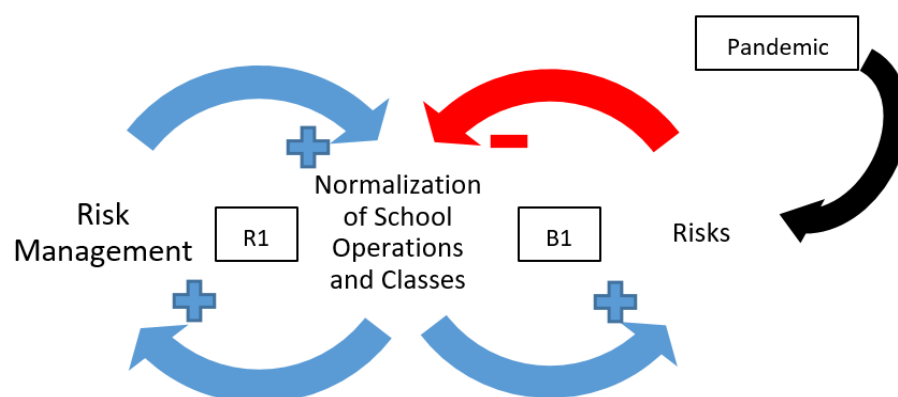 Pandemic
Normalization
of School
Operations
and Classes
Risk
Management
R1
B1
Risks